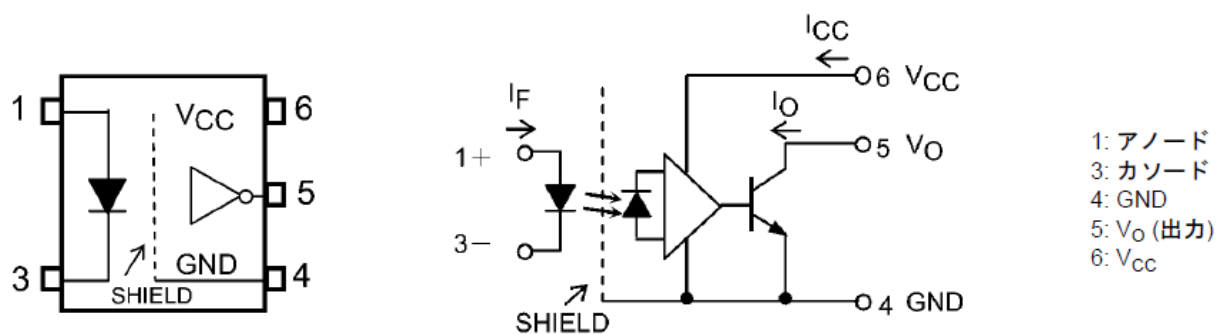 1
3
VCC
GND
SHIELD
6
5
4
IF
1+
3−
SHIELD
ICC
6 VCC
IO
5 VO
4 GND
1: アノード
3: カソード
4: GND
5: VO (出力)
6: VCC